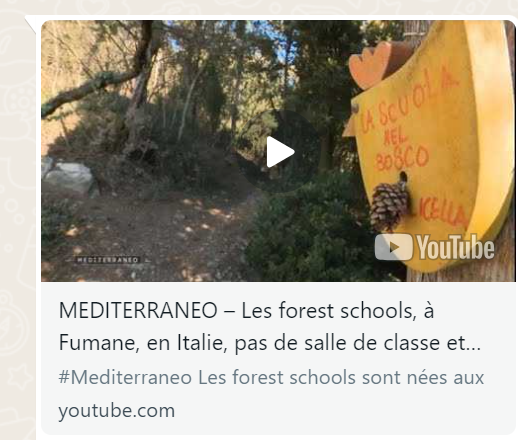 LA SCUOLA
NEL
BOSCO
ICELLA
MEDITERRANEO
YouTube
MEDITERRANEO – Les forest schools, à
Fumane, en Italie, pas de salle de classe et...
#Mediterraneo Les forest schools sont nées aux
youtube.com